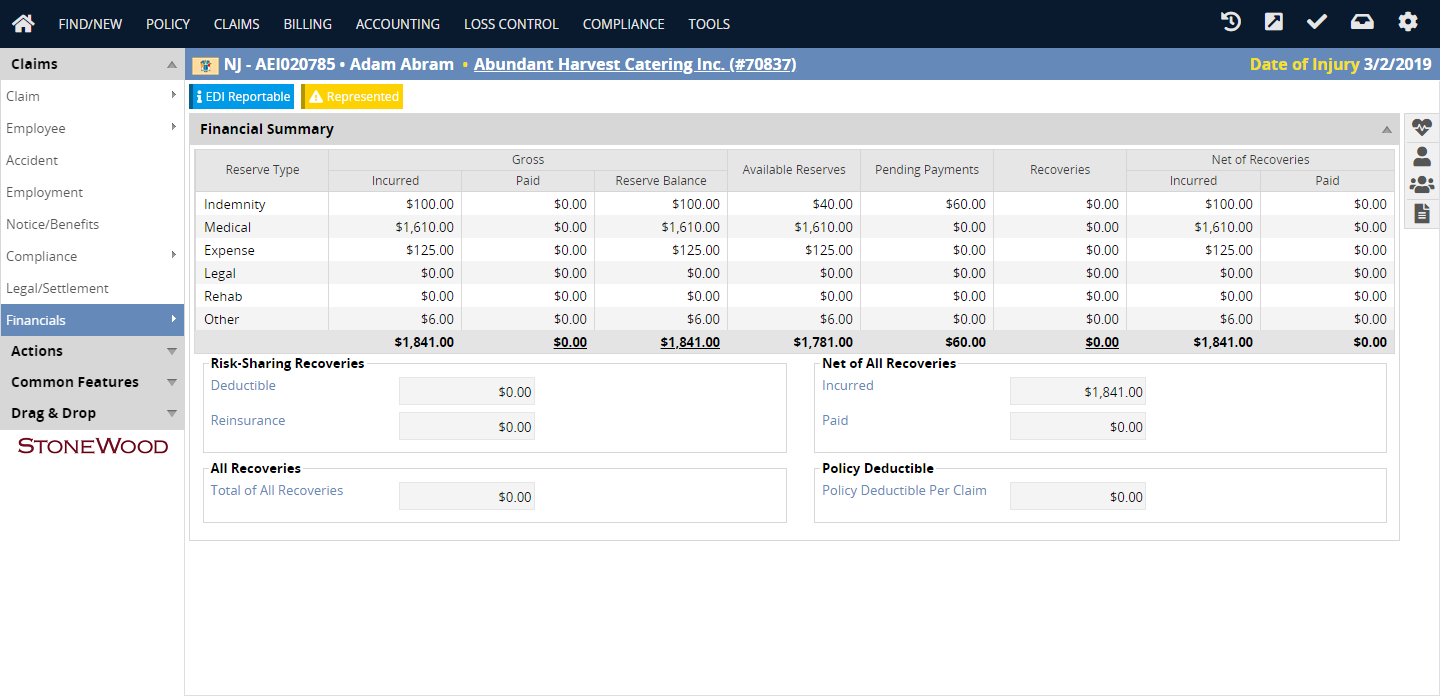 FIND/NEW POLICY CLAIMS BILLING ACCOUNTING LOSS CONTROL COMPLIANCE TOOLS
Claims
Claim
Employee
Accident
Employment
Notice/Benefits
Compliance
Legal/Settlement
Financials
Actions
Common Features
Drag & Drop
STONEWOOD
NJ - AEI020785 • Adam Abram • Abundant Harvest Catering Inc. (#70837) Date of Injury 3/2/2019
EDI Reportable Represented
Financial Summary
Reserve Type Gross Available Reserves Pending Payments Recoveries Net of Recoveries
Incurred Paid Reserve Balance Incurred Paid
Indemnity $100.00 $0.00 $100.00 $40.00 $60.00 $0.00 $100.00 $0.00
Medical $1,610.00 $0.00 $1,610.00 $1,610.00 $0.00 $0.00 $1,610.00 $0.00
Expense $125.00 $0.00 $125.00 $125.00 $0.00 $0.00 $125.00 $0.00
Legal $0.00 $0.00 $0.00 $0.00 $0.00 $0.00 $0.00 $0.00
Rehab $0.00 $0.00 $0.00 $0.00 $0.00 $0.00 $0.00 $0.00
Other $6.00 $0.00 $6.00 $6.00 $0.00 $0.00 $6.00 $0.00
$1,841.00 $0.00 $1,841.00 $1,781.00 $60.00 $0.00 $1,841.00 $0.00
Risk-Sharing Recoveries
Deductible $0.00
Reinsurance $0.00
Net of All Recoveries
Incurred $1,841.00
Paid $0.00
All Recoveries
Total of All Recoveries $0.00
Policy Deductible
Policy Deductible Per Claim $0.00